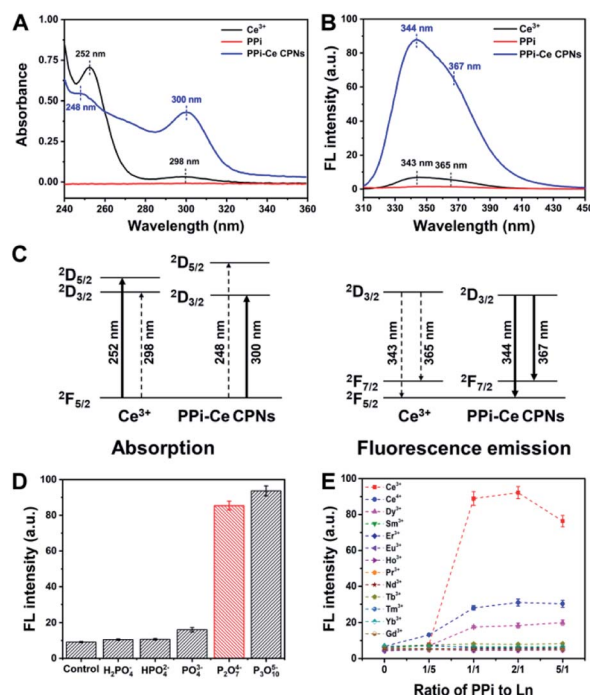 A
Ce³⁺
PPi
PPi-Ce CPNs
252 nm
248 nm
300 nm
298 nm
Absorbance
0.00
0.25
0.50
0.75
1.00
240
260
280
300
320
340
360
Wavelength (nm)
B
Ce³⁺
PPi
PPi-Ce CPNs
344 nm
367 nm
343 nm
365 nm
FL intensity (a.u.)
0
20
40
60
80
100
310
330
350
370
390
410
430
450
Wavelength (nm)
C
²D₅/₂
²D₃/₂
²D₅/₂
²D₃/₂
252 nm
298 nm
248 nm
300 nm
²F₅/₂
Ce³⁺
PPi-Ce CPNs
Absorption
²D₃/₂
²D₃/₂
343 nm
365 nm
344 nm
367 nm
²F₇/₂
²F₅/₂
²F₇/₂
²F₅/₂
Ce³⁺
PPi-Ce CPNs
Fluorescence emission
D
FL intensity (a.u.)
0
20
40
60
80
100
Control
H₂PO₄⁻
HPO₄²⁻
PO₄³⁻
P₂O₇⁴⁻
P₃O₁₀⁵⁻
E
Ce³⁺
Ce⁴⁺
Dy³⁺
Sm³⁺
Er³⁺
Eu³⁺
Ho³⁺
Pr³⁺
Nd³⁺
Tb³⁺
Tm³⁺
Yb³⁺
Gd³⁺
FL intensity (a.u.)
0
20
40
60
80
100
0
1/5
1/1
2/1
5/1
Ratio of PPi to Ln